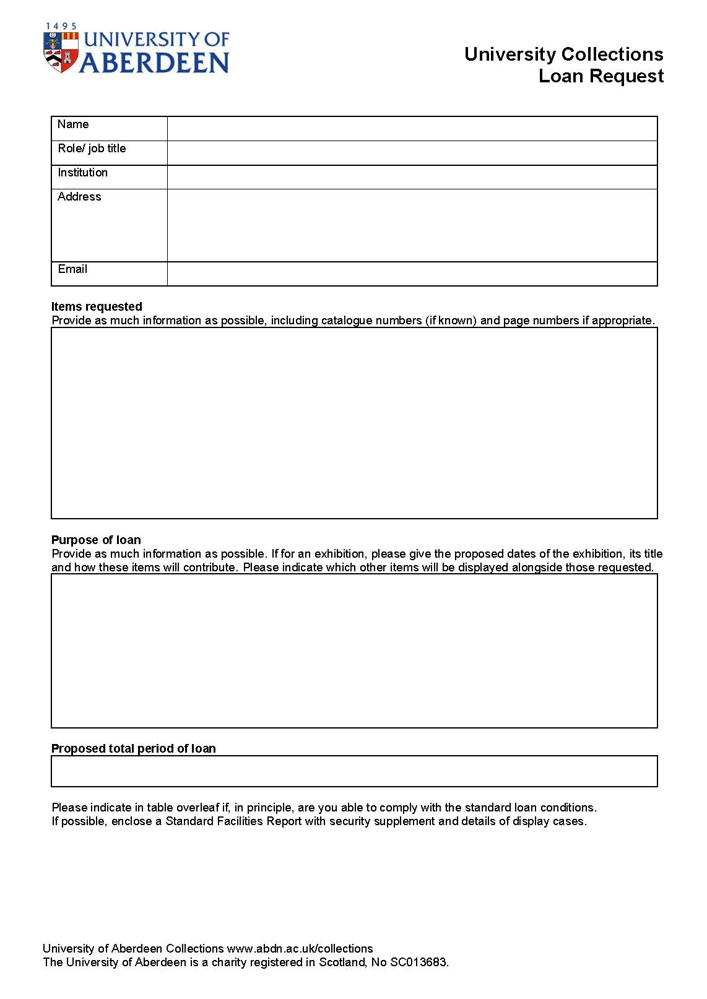 1495
UNIVERSITY OF
ABERDEEN
University Collections
Loan Request
Name
Role/ job title
Institution
Address
Email
Items requested
Provide as much information as possible, including catalogue numbers (if known) and page numbers if appropriate.
Purpose of loan
Provide as much information as possible. If for an exhibition, please give the proposed dates of the exhibition, its title
and how these items will contribute. Please indicate which other items will be displayed alongside those requested.
Proposed total period of loan
Please indicate in table overleaf if, in principle, are you able to comply with the standard loan conditions.
If possible, enclose a Standard Facilities Report with security supplement and details of display cases.
University of Aberdeen Collections www.abdn.ac.uk/collections
The University of Aberdeen is a charity registered in Scotland, No SC013683.